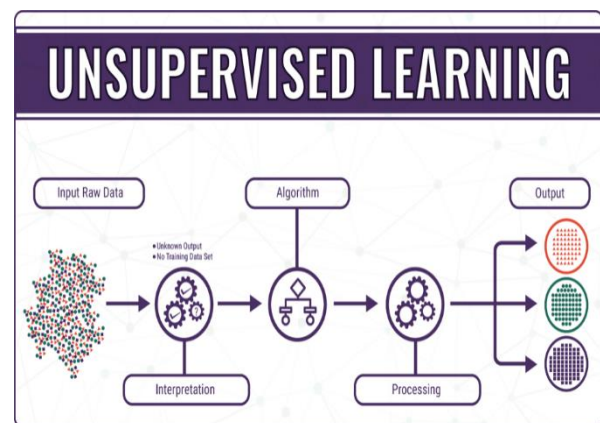 UNSUPERVISED LEARNING
Input Raw Data
Algorithm
Output
• Unknown Output
• No Training Data Set
Interpretation
Processing